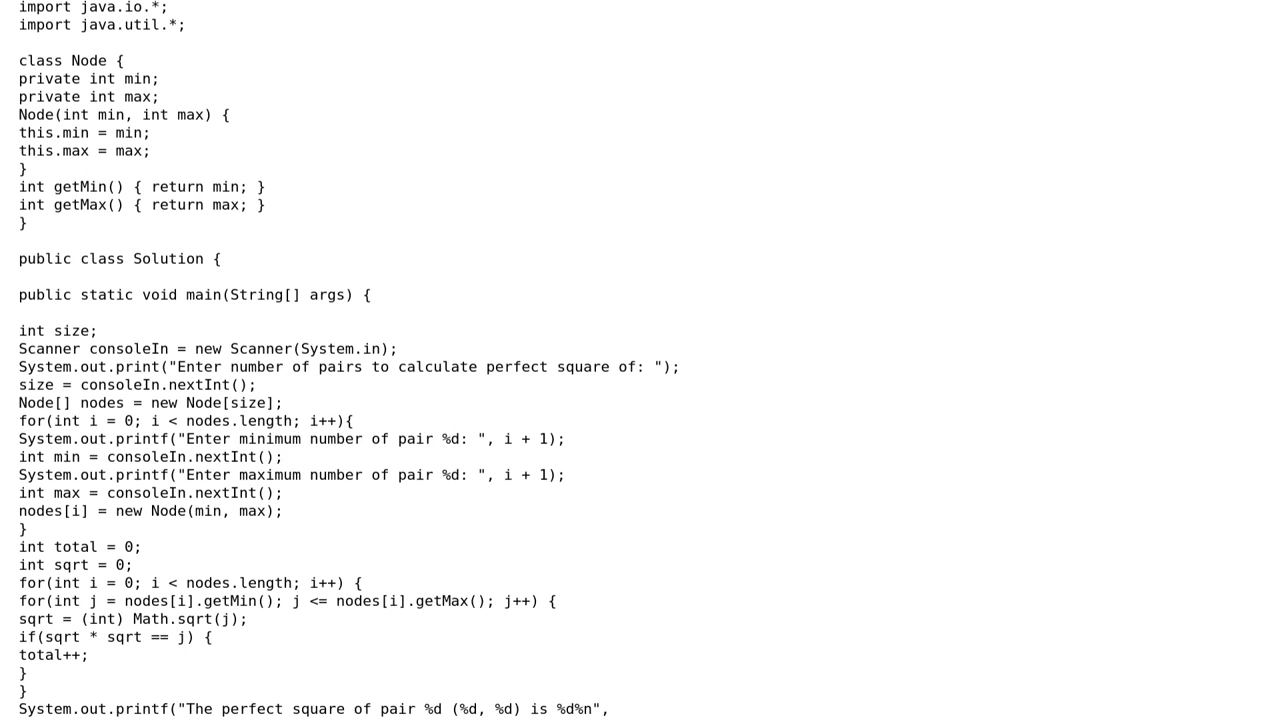 import java.io.*;
import java.util.*;

class Node {
private int min;
private int max;
Node(int min, int max) {
this.min = min;
this.max = max;
}
int getMin() { return min; }
int getMax() { return max; }
}

public class Solution {

public static void main(String[] args) {

int size;
Scanner consoleIn = new Scanner(System.in);
System.out.print("Enter number of pairs to calculate perfect square of: ");
size = consoleIn.nextInt();
Node[] nodes = new Node[size];
for(int i = 0; i < nodes.length; i++){
System.out.printf("Enter minimum number of pair %d: ", i + 1);
int min = consoleIn.nextInt();
System.out.printf("Enter maximum number of pair %d: ", i + 1);
int max = consoleIn.nextInt();
nodes[i] = new Node(min, max);
}
int total = 0;
int sqrt = 0;
for(int i = 0; i < nodes.length; i++) {
for(int j = nodes[i].getMin(); j <= nodes[i].getMax(); j++) {
sqrt = (int) Math.sqrt(j);
if(sqrt * sqrt == j) {
total++;
}
}
System.out.printf("The perfect square of pair %d (%d, %d) is %d%n",